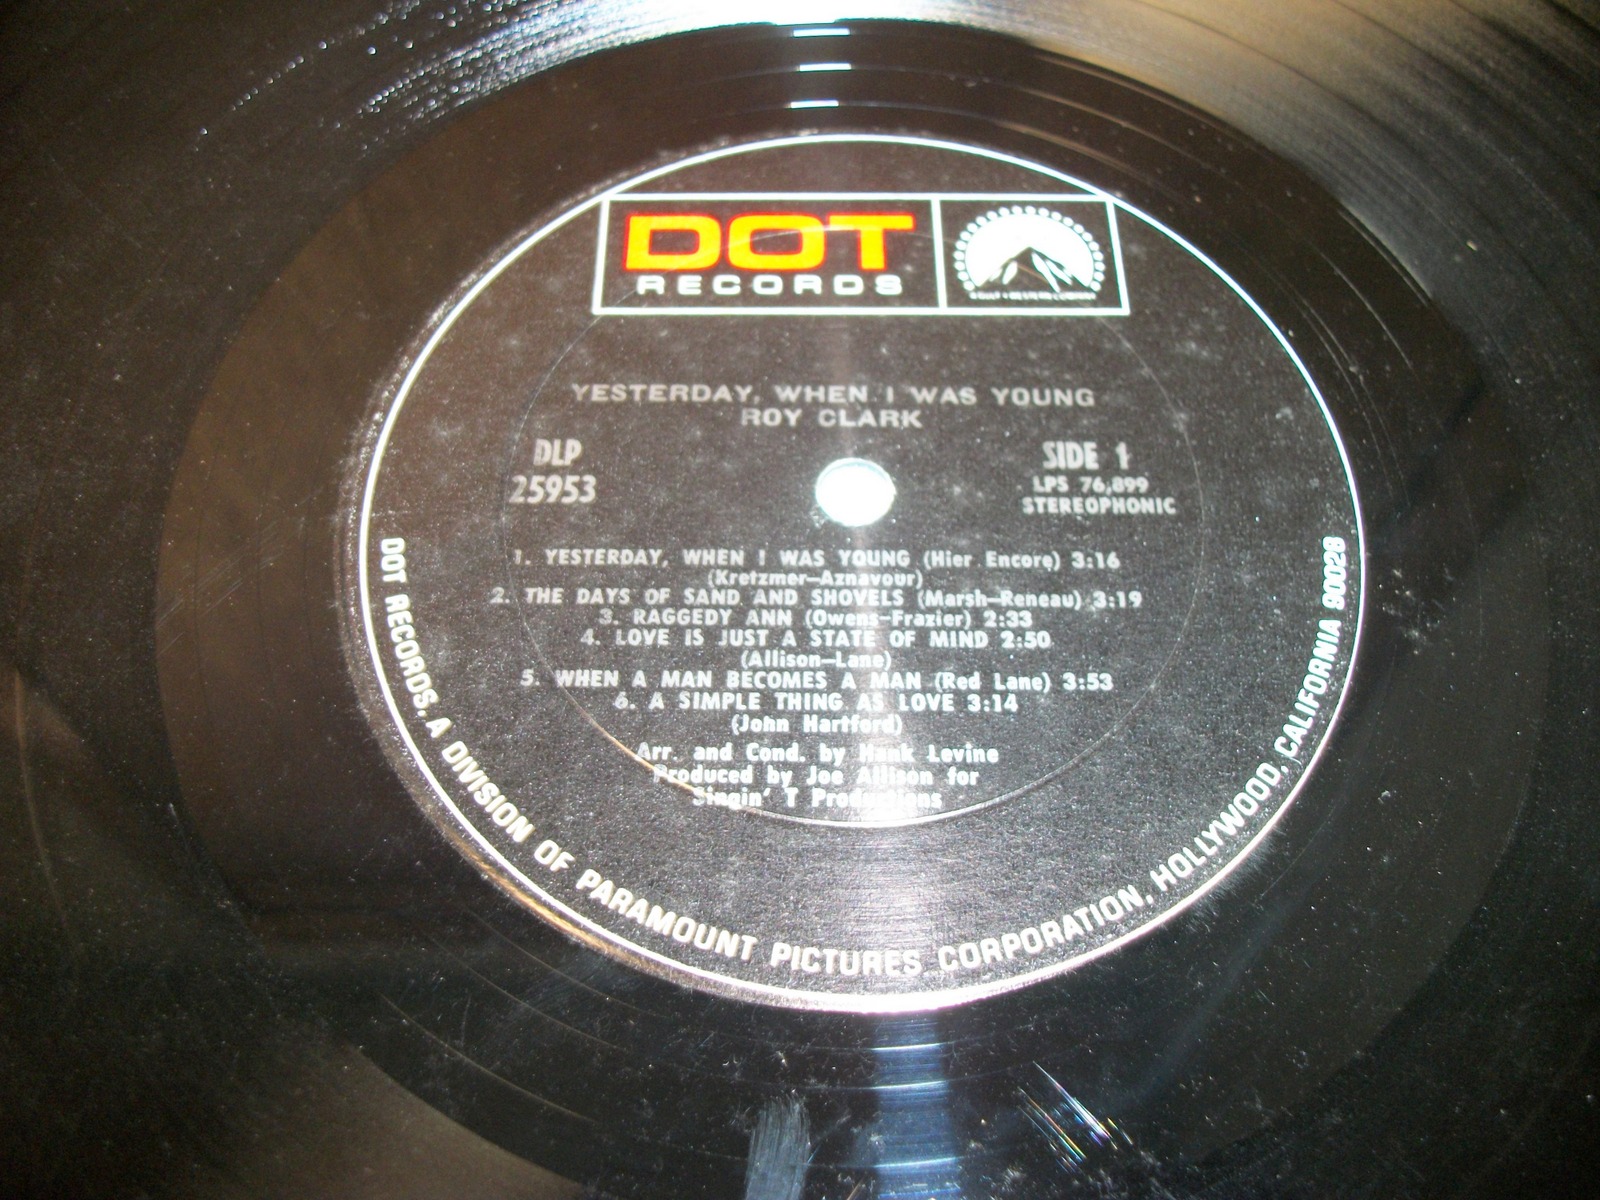 DOT
RECORDS
A GULF + WESTERN COMPANY
YESTERDAY, WHEN I WAS YOUNG
ROY CLARK
DLP
25953
SIDE 1
LPS 76,899
STEREOPHONIC
1. YESTERDAY, WHEN I WAS YOUNG (Hier Encore) 3:16
(Kretzmer—Aznavour)
2. THE DAYS OF SAND AND SHOVELS (Marsh—Reneau) 3:19
3. RAGGEDY ANN (Owens—Frazier) 2:33
4. LOVE IS JUST A STATE OF MIND 2:50
(Allison—Lane)
5. WHEN A MAN BECOMES A MAN (Red Lane) 3:53
6. A SIMPLE THING AS LOVE 3:14
(John Hartford)
Arr. and Cond. by Hank Levine
Produced by Joe Allison for
Singin' T Productions
DOT RECORDS, A DIVISION OF PARAMOUNT PICTURES CORPORATION, HOLLYWOOD, CALIFORNIA 90028